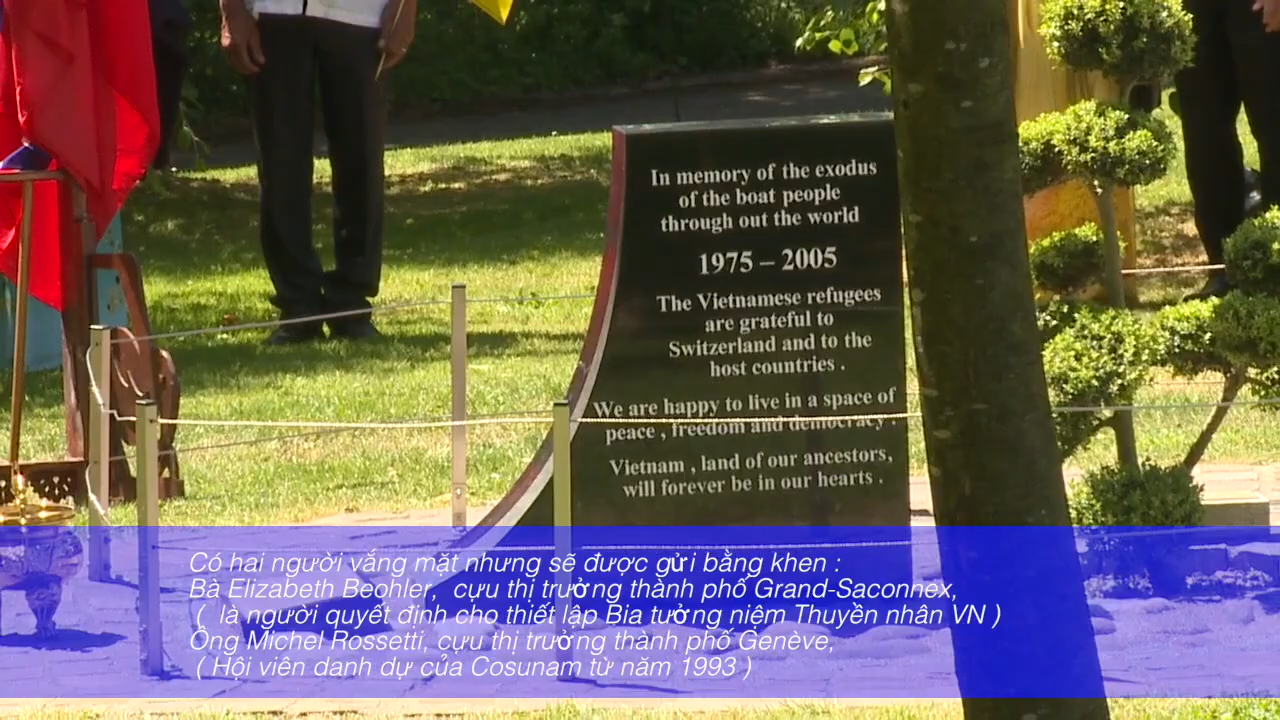 In memory of the exodus
of the boat people
through out the world
1975 – 2005
The Vietnamese refugees
are grateful to
Switzerland and to the
host countries .
We are happy to live in a space of
peace , freedom and democracy .
Vietnam , land of our ancestors,
will forever be in our hearts .
Có hai người vắng mặt nhưng sẽ được gửi bằng khen :
Bà Elizabeth Beohler, cựu thị trưởng thành phố Grand-Saconnex,
( là người quyết định cho thiết lập Bia tưởng niệm Thuyền nhân VN )
Ông Michel Rossetti, cựu thị trưởng thành phố Genève,
( Hội viên danh dự của Cosunam từ năm 1993 )